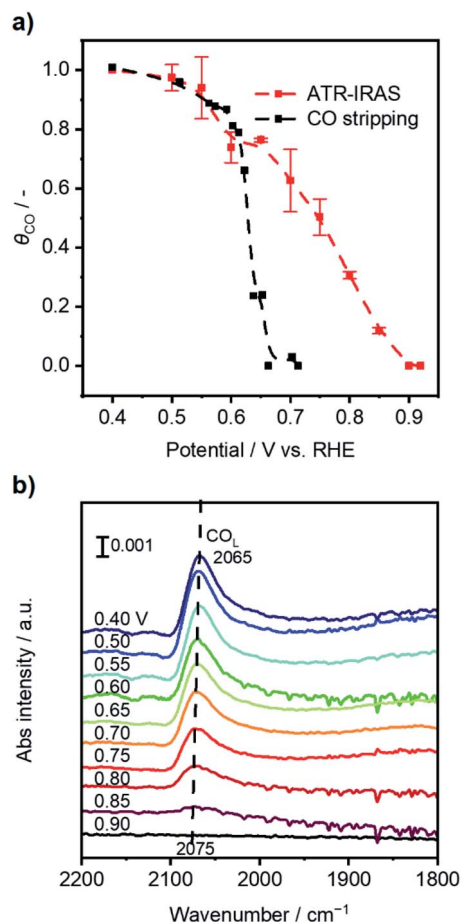 a)
1.0
0.8
0.6
0.4
0.2
0.0
θCO / -
ATR-IRAS
CO stripping
0.4 0.5 0.6 0.7 0.8 0.9
Potential / V vs. RHE
b)
0.001
COL
2065
0.40 V
0.50
0.55
0.60
0.65
0.70
0.75
0.80
0.85
0.90
2075
Abs intensity / a.u.
2200 2100 2000 1900 1800
Wavenumber / cm⁻¹